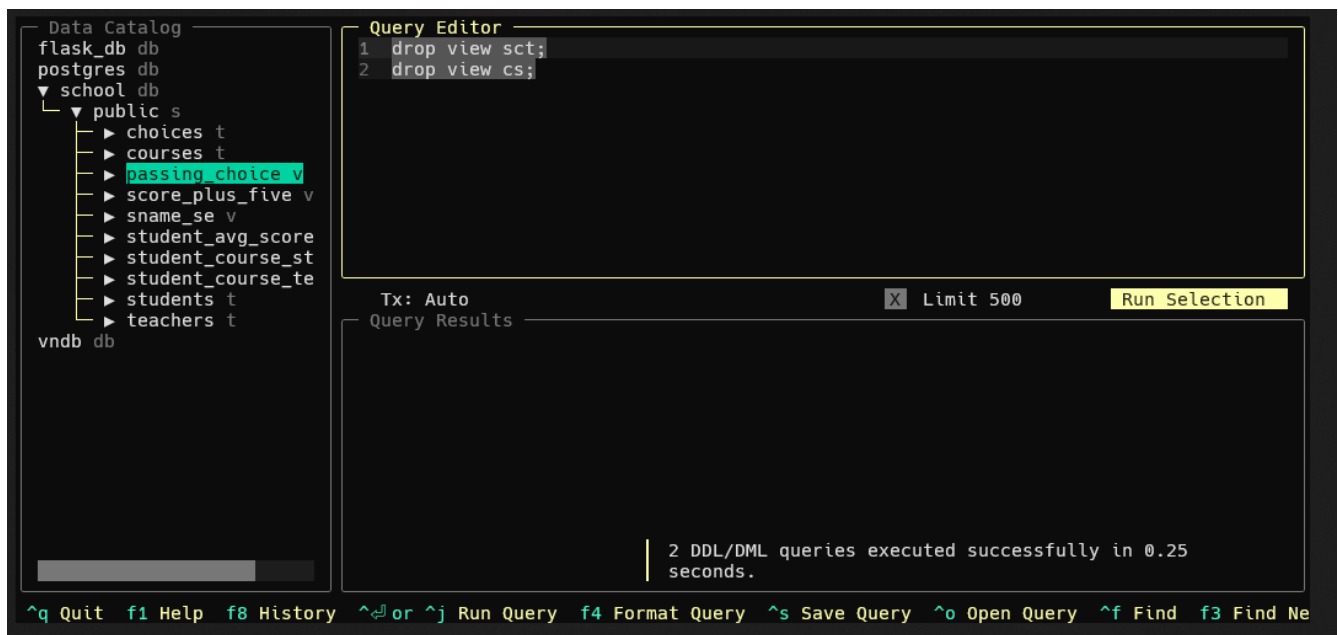 Data Catalog
flask_db db
postgres db
▼ school db
▼ public s
▶ choices t
▶ courses t
▶ passing_choice v
▶ score_plus_five v
▶ sname_se v
▶ student_avg_score
▶ student_course_st
▶ student_course_te
▶ students t
▶ teachers t
vndb db
Query Editor
1 drop view sct;
2 drop view cs;
Tx: Auto
X Limit 500
Run Selection
Query Results
2 DDL/DML queries executed successfully in 0.25
seconds.
^q Quit f1 Help f8 History ^⏎ or ^j Run Query f4 Format Query ^s Save Query ^o Open Query ^f Find f3 Find Ne